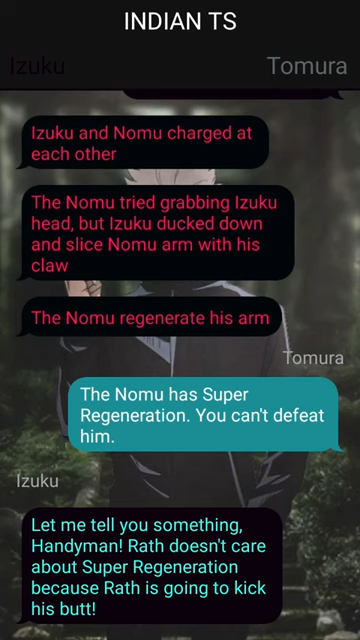 INDIAN TS
Izuku
Tomura
Izuku and Nomu charged at
each other
The Nomu tried grabbing Izuku
head, but Izuku ducked down
and slice Nomu arm with his
claw
The Nomu regenerate his arm
Tomura
The Nomu has Super
Regeneration. You can't defeat
him.
Izuku
Let me tell you something,
Handyman! Rath doesn't care
about Super Regeneration
because Rath is going to kick
his butt!